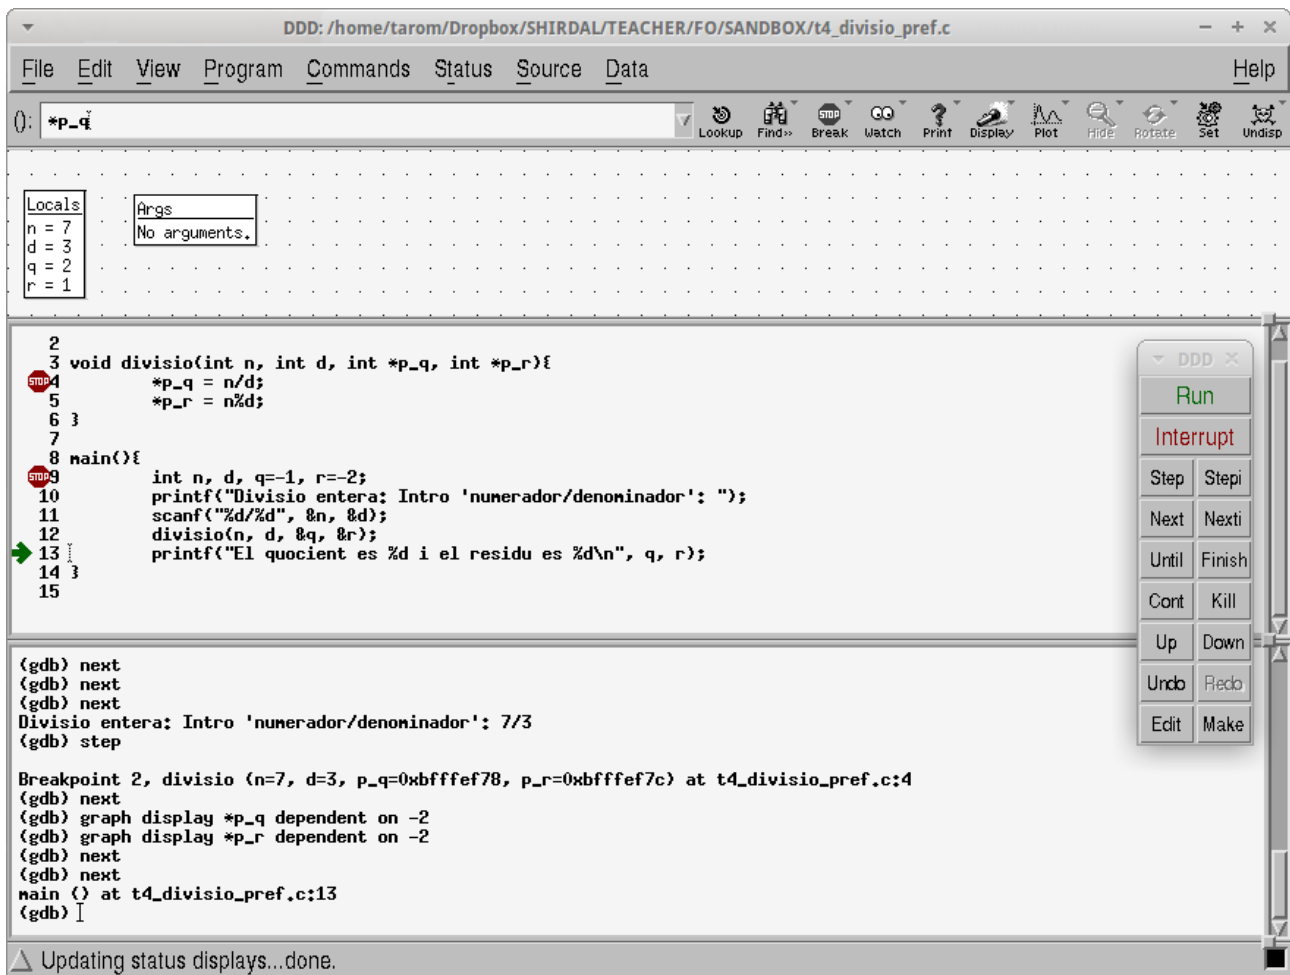 DDD: /home/tarom/Dropbox/SHIRDAL/TEACHER/FO/SANDBOX/t4_divisio_pref.c
File Edit View Program Commands Status Source Data Help
(): *p_q
Lookup Find>> Break Watch Print Display Plot Hide Rotate Set Undisp
Locals
n = 7
d = 3
q = 2
r = 1
Args
No arguments.
2
3 void divisio(int n, int d, int *p_q, int *p_r){
STOP 4 *p_q = n/d;
5 *p_r = n%d;
6 }
7
8 main(){
STOP 9 int n, d, q=-1, r=-2;
10 printf("Divisio entera: Intro 'numerador/denominador': ");
11 scanf("%d/%d", &n, &d);
12 divisio(n, d, &q, &r);
13 printf("El quocient es %d i el residu es %d\n", q, r);
14 }
15
DDD
Run
Interrupt
Step Stepi
Next Nexti
Until Finish
Cont Kill
Up Down
Undo Redo
Edit Make
(gdb) next
(gdb) next
(gdb) next
Divisio entera: Intro 'numerador/denominador': 7/3
(gdb) step
Breakpoint 2, divisio (n=7, d=3, p_q=0xbfffef78, p_r=0xbfffef7c) at t4_divisio_pref.c:4
(gdb) next
(gdb) graph display *p_q dependent on -2
(gdb) graph display *p_r dependent on -2
(gdb) next
(gdb) next
main () at t4_divisio_pref.c:13
(gdb)
Updating status displays...done.